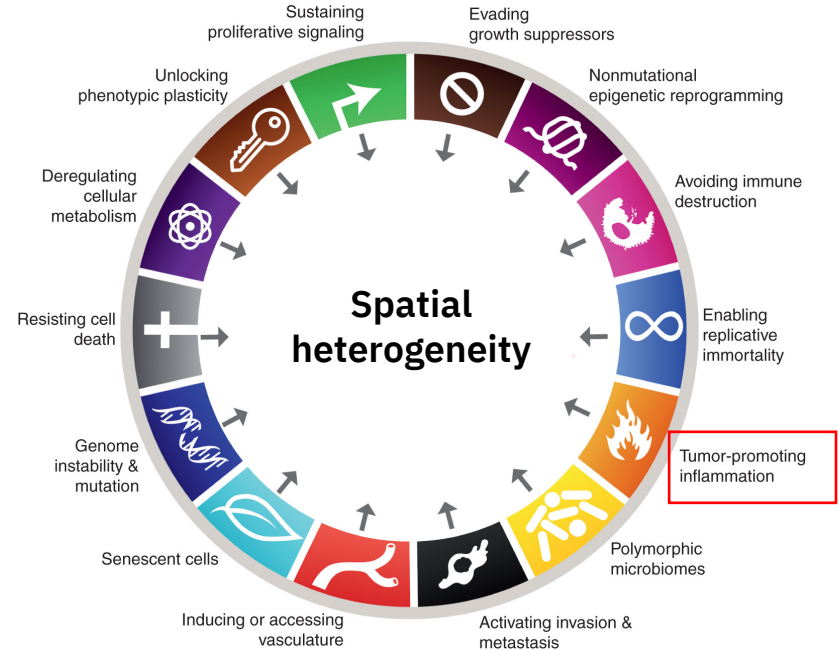 Sustaining
proliferative signaling
Evading
growth suppressors
Nonmutational
epigenetic reprogramming
Avoiding immune
destruction
Enabling
replicative
immortality
Tumor-promoting
inflammation
Polymorphic
microbiomes
Activating invasion &
metastasis
Inducing or accessing
vasculature
Senescent cells
Genome
instability &
mutation
Resisting cell
death
Deregulating
cellular
metabolism
Unlocking
phenotypic plasticity
Spatial
heterogeneity